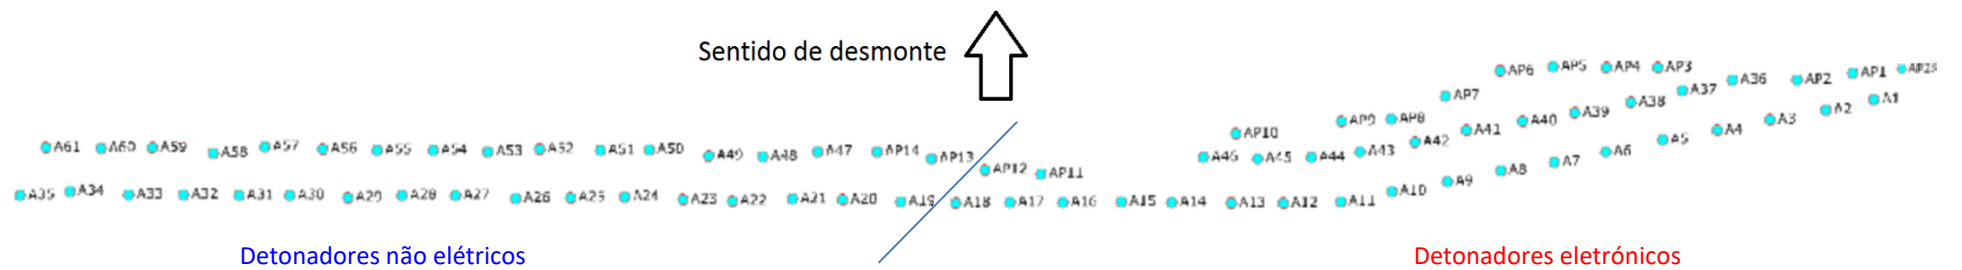 Sentido de desmonte
AP6 AP5 AP4 AP3
AP7 A38 A37 A36 AP2 AP1 AP23
AP10 AP9 AP8 A42 A41 A40 A39 A3 A2 A1
A61 A60 A59 A58 A57 A56 A55 A54 A53 A52 A51 A50 A49 A48 A47 AP14 AP13 A46 A45 A44 A43 A8 A7 A6 A5 A4
AP12 AP11
A35 A34 A33 A32 A31 A30 A29 A28 A27 A26 A25 A24 A23 A22 A21 A20 A19 A18 A17 A16 A15 A14 A13 A12 A11 A10 A9
Detonadores não elétricos
Detonadores eletrónicos